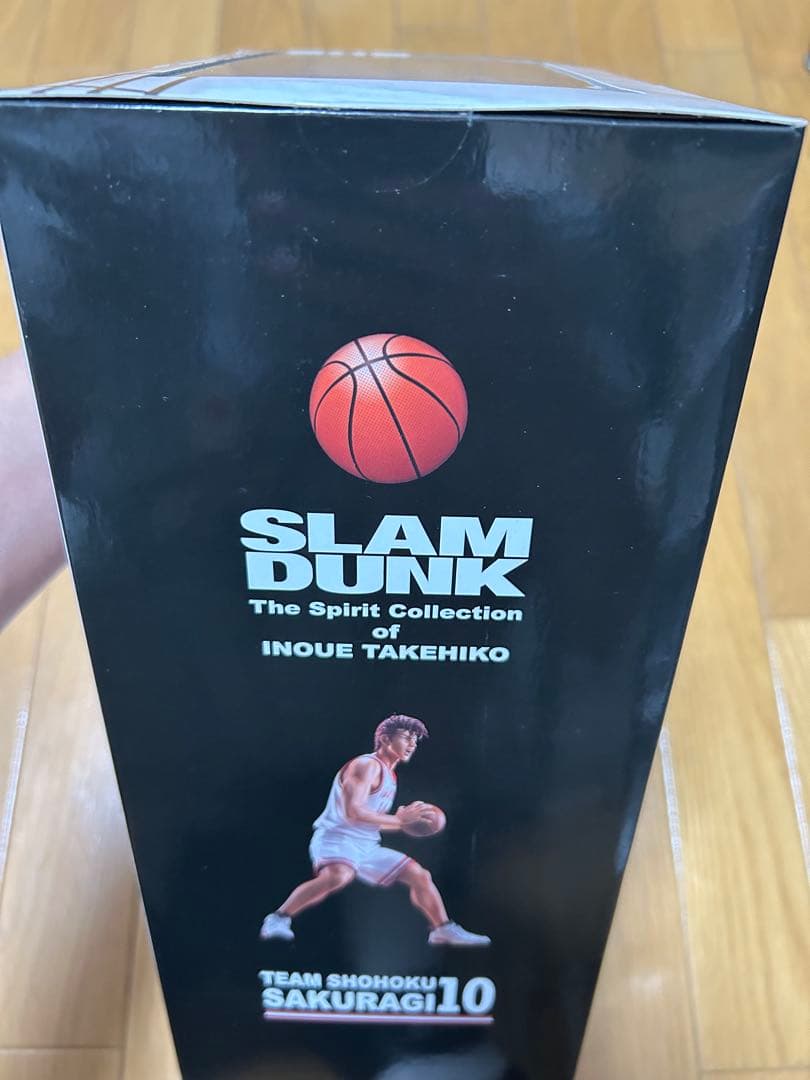 SLAM
DUNK
The Spirit Collection
of
INOUE TAKEHIKO
TEAM SHOHOKU
SAKURAGI 10